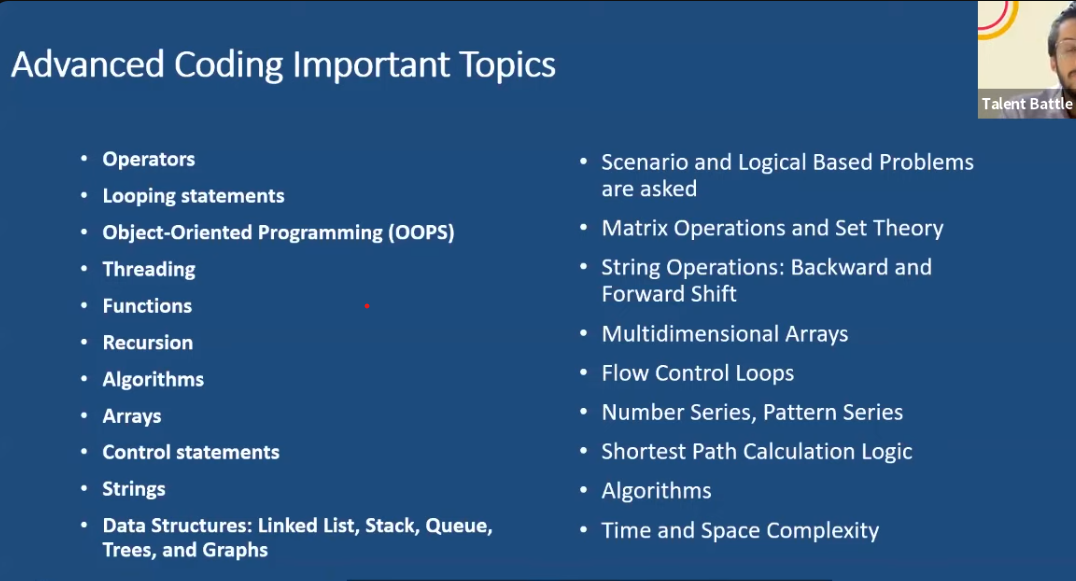 Advanced Coding Important Topics
Talent Battle
• Operators
• Looping statements
• Object-Oriented Programming (OOPS)
• Threading
• Functions
• Recursion
• Algorithms
• Arrays
• Control statements
• Strings
• Data Structures: Linked List, Stack, Queue,
Trees, and Graphs
• Scenario and Logical Based Problems
are asked
• Matrix Operations and Set Theory
• String Operations: Backward and
Forward Shift
• Multidimensional Arrays
• Flow Control Loops
• Number Series, Pattern Series
• Shortest Path Calculation Logic
• Algorithms
• Time and Space Complexity